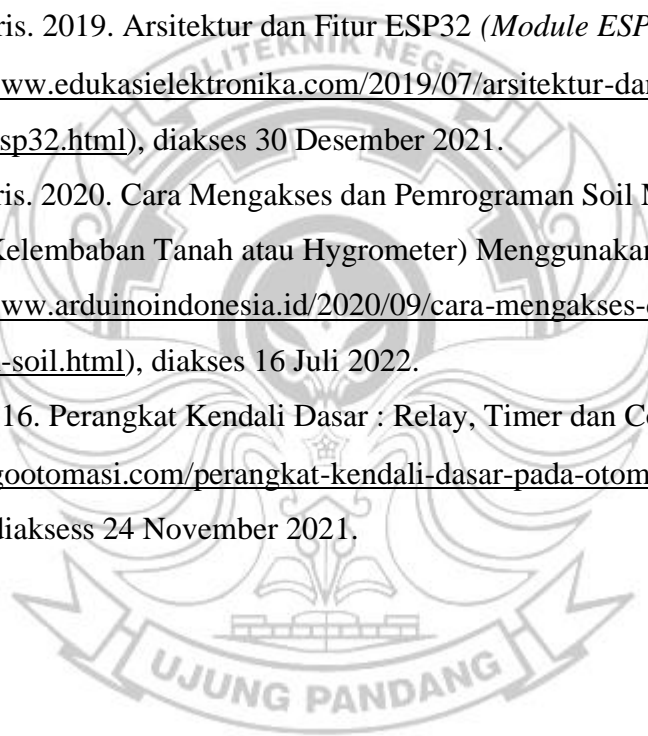 ris. 2019. Arsitektur dan Fitur ESP32 (Module ESP
ww.edukasielektronika.com/2019/07/arsitektur-da
sp32.html), diakses 30 Desember 2021.
ris. 2020. Cara Mengakses dan Pemrograman Soil
Kelembaban Tanah atau Hygrometer) Menggunakan
ww.arduinoindonesia.id/2020/09/cara-mengakses-
-soil.html), diakses 16 Juli 2022.
16. Perangkat Kendali Dasar : Relay, Timer dan Co
gootomasi.com/perangkat-kendali-dasar-pada-otom
diaksess 24 November 2021.
POLITEKNIK NEGERI
UJUNG PANDANG